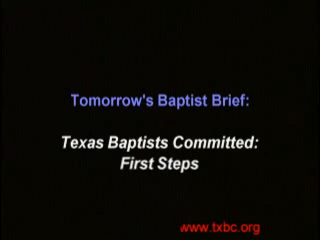 Tomorrow's Baptist Brief:
Texas Baptists Committed:
First Steps
www.txbc.org